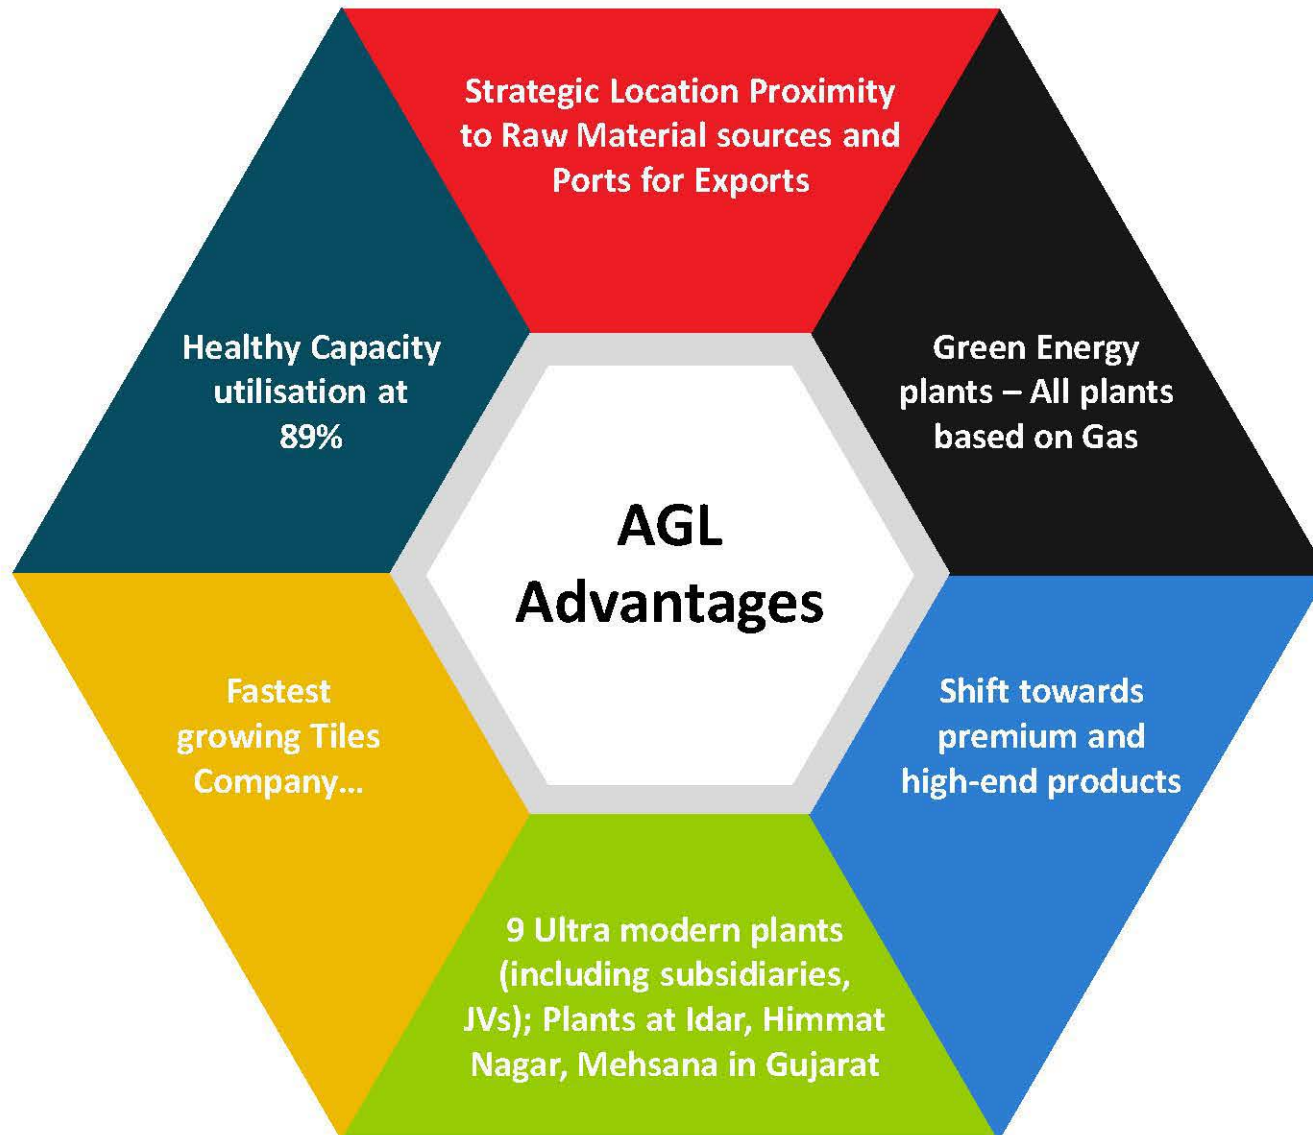 Strategic Location Proximity
to Raw Material sources and
Ports for Exports
Healthy Capacity
utilisation at
89%
Green Energy
plants – All plants
based on Gas
AGL
Advantages
Fastest
growing Tiles
Company...
Shift towards
premium and
high-end products
9 Ultra modern plants
(including subsidiaries,
JVs); Plants at Idar, Himmat
Nagar, Mehsana in Gujarat